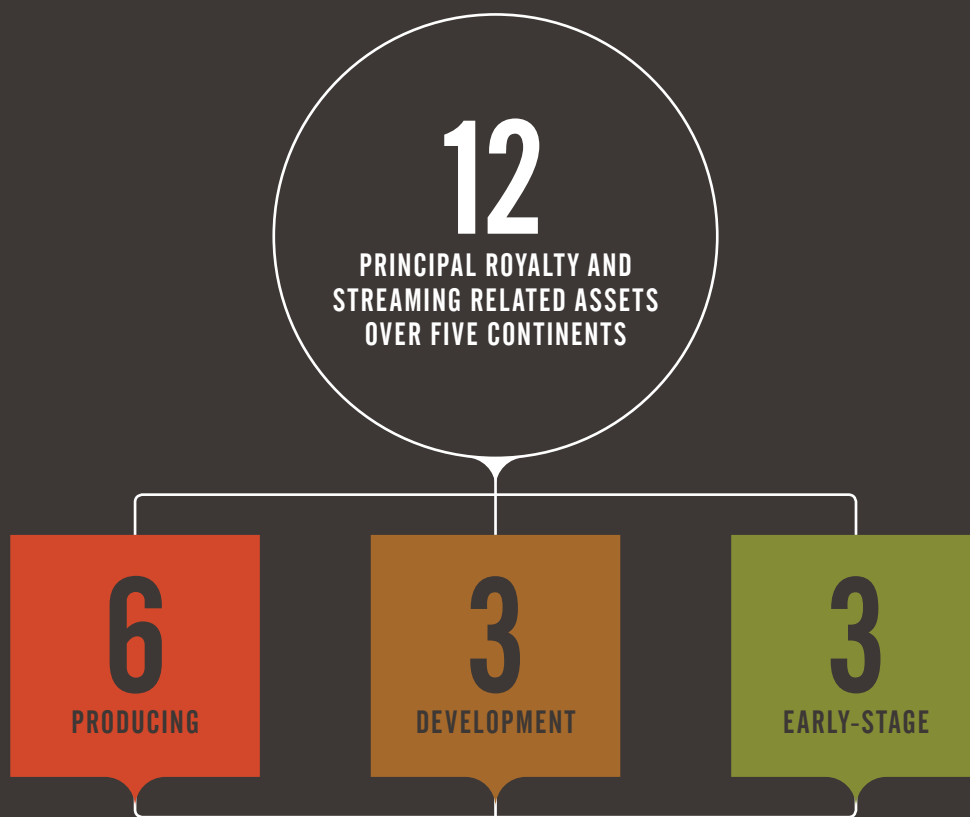 12
PRINCIPAL ROYALTY AND
STREAMING RELATED ASSETS
OVER FIVE CONTINENTS
6
PRODUCING
3
DEVELOPMENT
3
EARLY-STAGE